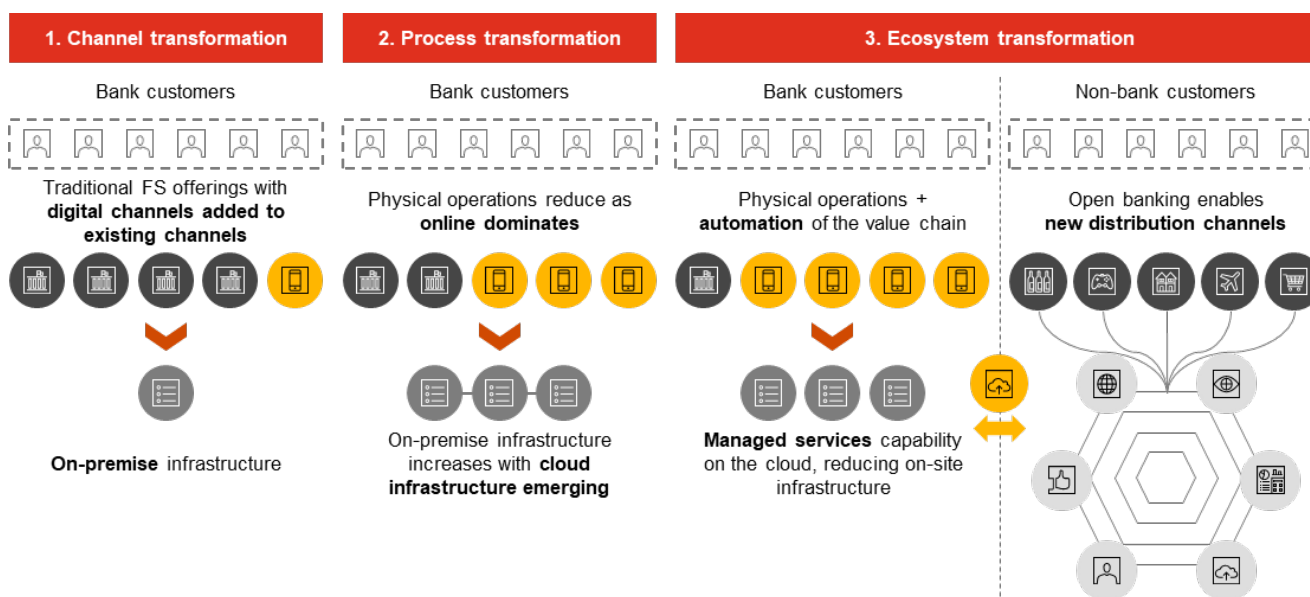 1. Channel transformation
2. Process transformation
3. Ecosystem transformation
Bank customers
Bank customers
Bank customers
Non-bank customers
Traditional FS offerings with
digital channels added to
existing channels
Physical operations reduce as
online dominates
Physical operations +
automation of the value chain
Open banking enables
new distribution channels
On-premise infrastructure
On-premise infrastructure
increases with cloud
infrastructure emerging
Managed services capability
on the cloud, reducing on-site
infrastructure